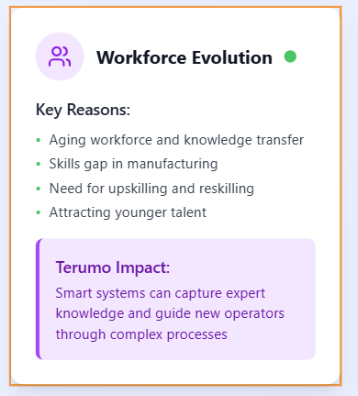 Workforce Evolution
Key Reasons:
• Aging workforce and knowledge transfer
• Skills gap in manufacturing
• Need for upskilling and reskilling
• Attracting younger talent
Terumo Impact:
Smart systems can capture expert
knowledge and guide new operators
through complex processes